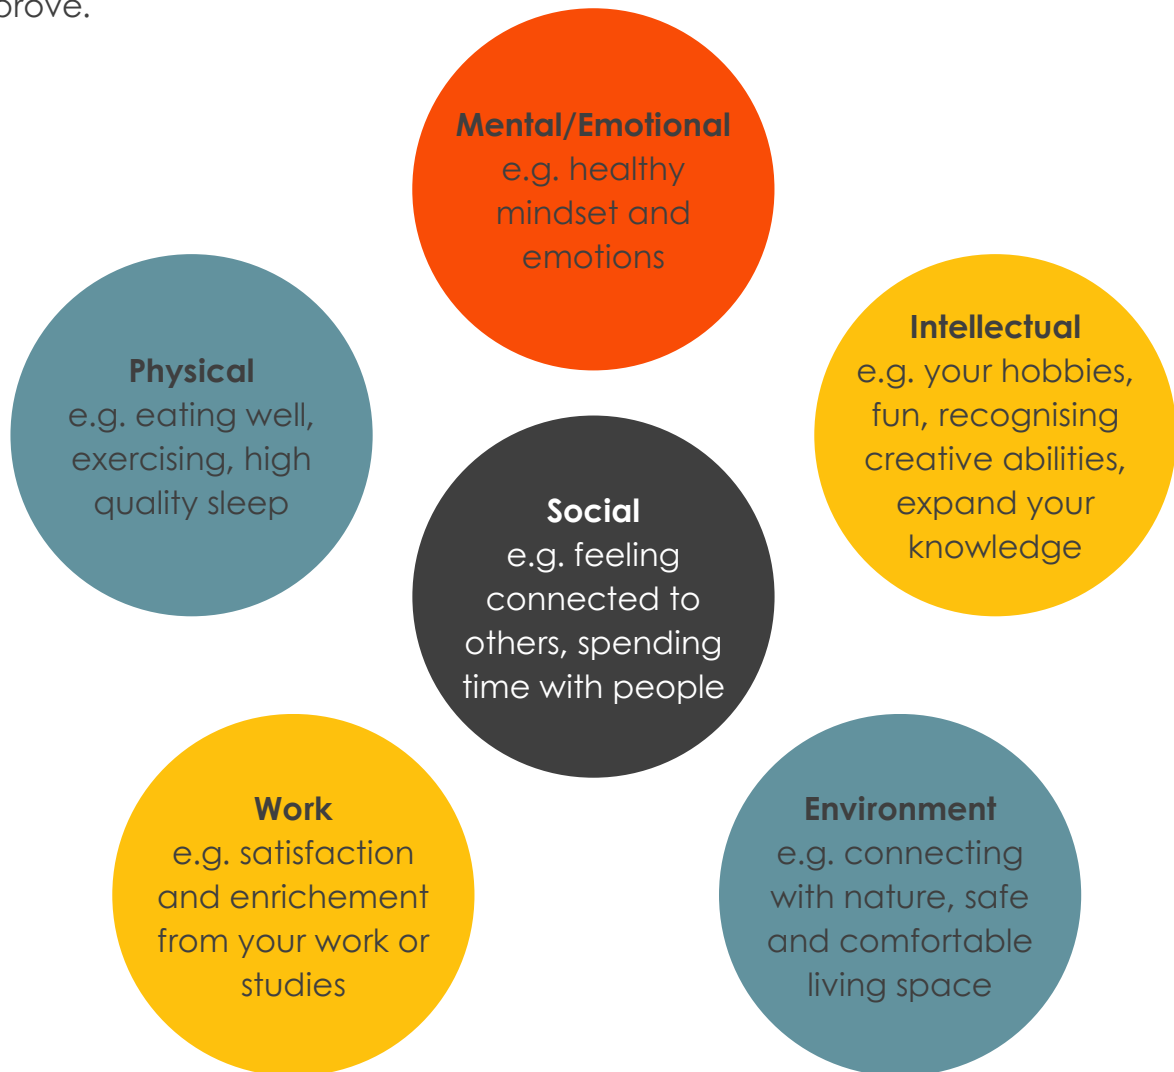 Mental/Emotional
e.g. healthy
mindset and
emotions
Physical
e.g. eating well,
exercising, high
quality sleep
Intellectual
e.g. your hobbies,
fun, recognising
creative abilities,
expand your
knowledge
Social
e.g. feeling
connected to
others, spending
time with people
Work
e.g. satisfaction
and enrichement
from your work or
studies
Environment
e.g. connecting
with nature, safe
and comfortable
living space